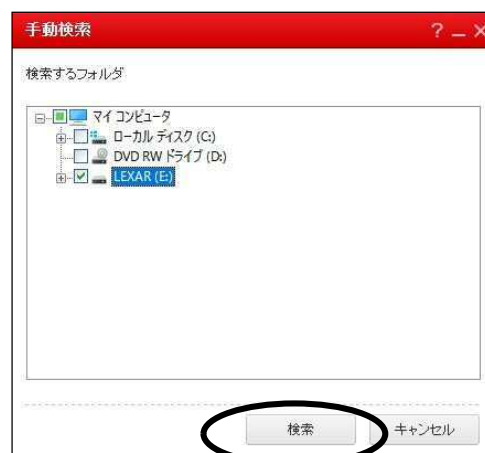 手動検索
? _ ×
検索するフォルダ
マイ コンピュータ
ローカル ディスク (C:)
DVD RW ドライブ (D:)
LEXAR (E:)
検索
キャンセル